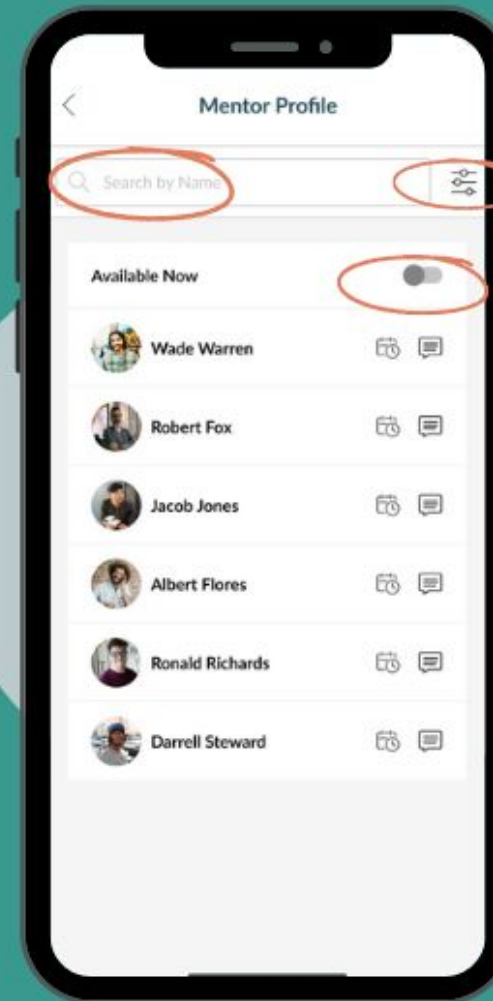 Mentor Profile
Search by Name
Available Now
Wade Warren
Robert Fox
Jacob Jones
Albert Flores
Ronald Richards
Darrell Steward